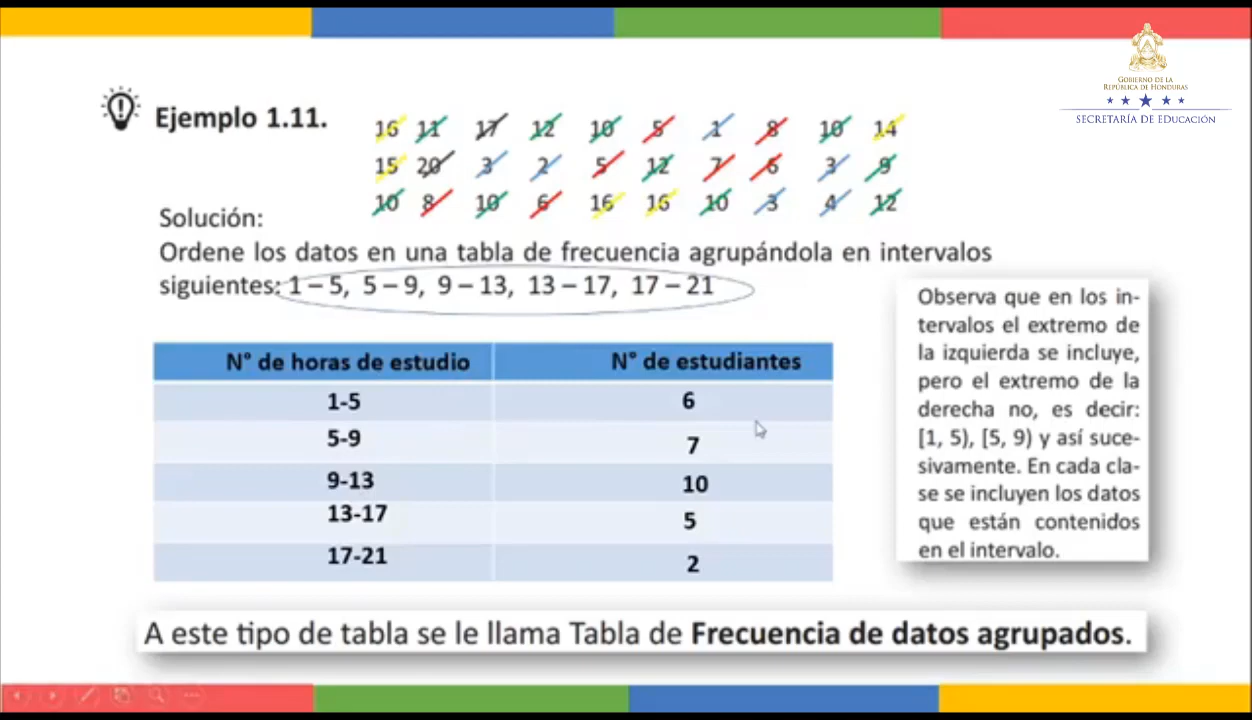 GOBIERNO DE LA
REPÚBLICA DE HONDURAS
SECRETARÍA DE EDUCACIÓN
Ejemplo 1.11.
16 11 17 12 10 5 1 8 10 14
15 20 3 2 5 12 7 6 3 9
10 8 10 6 16 16 10 3 4 12
Solución:
Ordene los datos en una tabla de frecuencia agrupándola en intervalos
siguientes: 1 – 5, 5 – 9, 9 – 13, 13 – 17, 17 – 21
N° de horas de estudio N° de estudiantes
1-5 6
5-9 7
9-13 10
13-17 5
17-21 2
Observa que en los in-
tervalos el extremo de
la izquierda se incluye,
pero el extremo de la
derecha no, es decir:
[1, 5), [5, 9) y así suce-
sivamente. En cada cla-
se se incluyen los datos
que están contenidos
en el intervalo.
A este tipo de tabla se le llama Tabla de Frecuencia de datos agrupados.